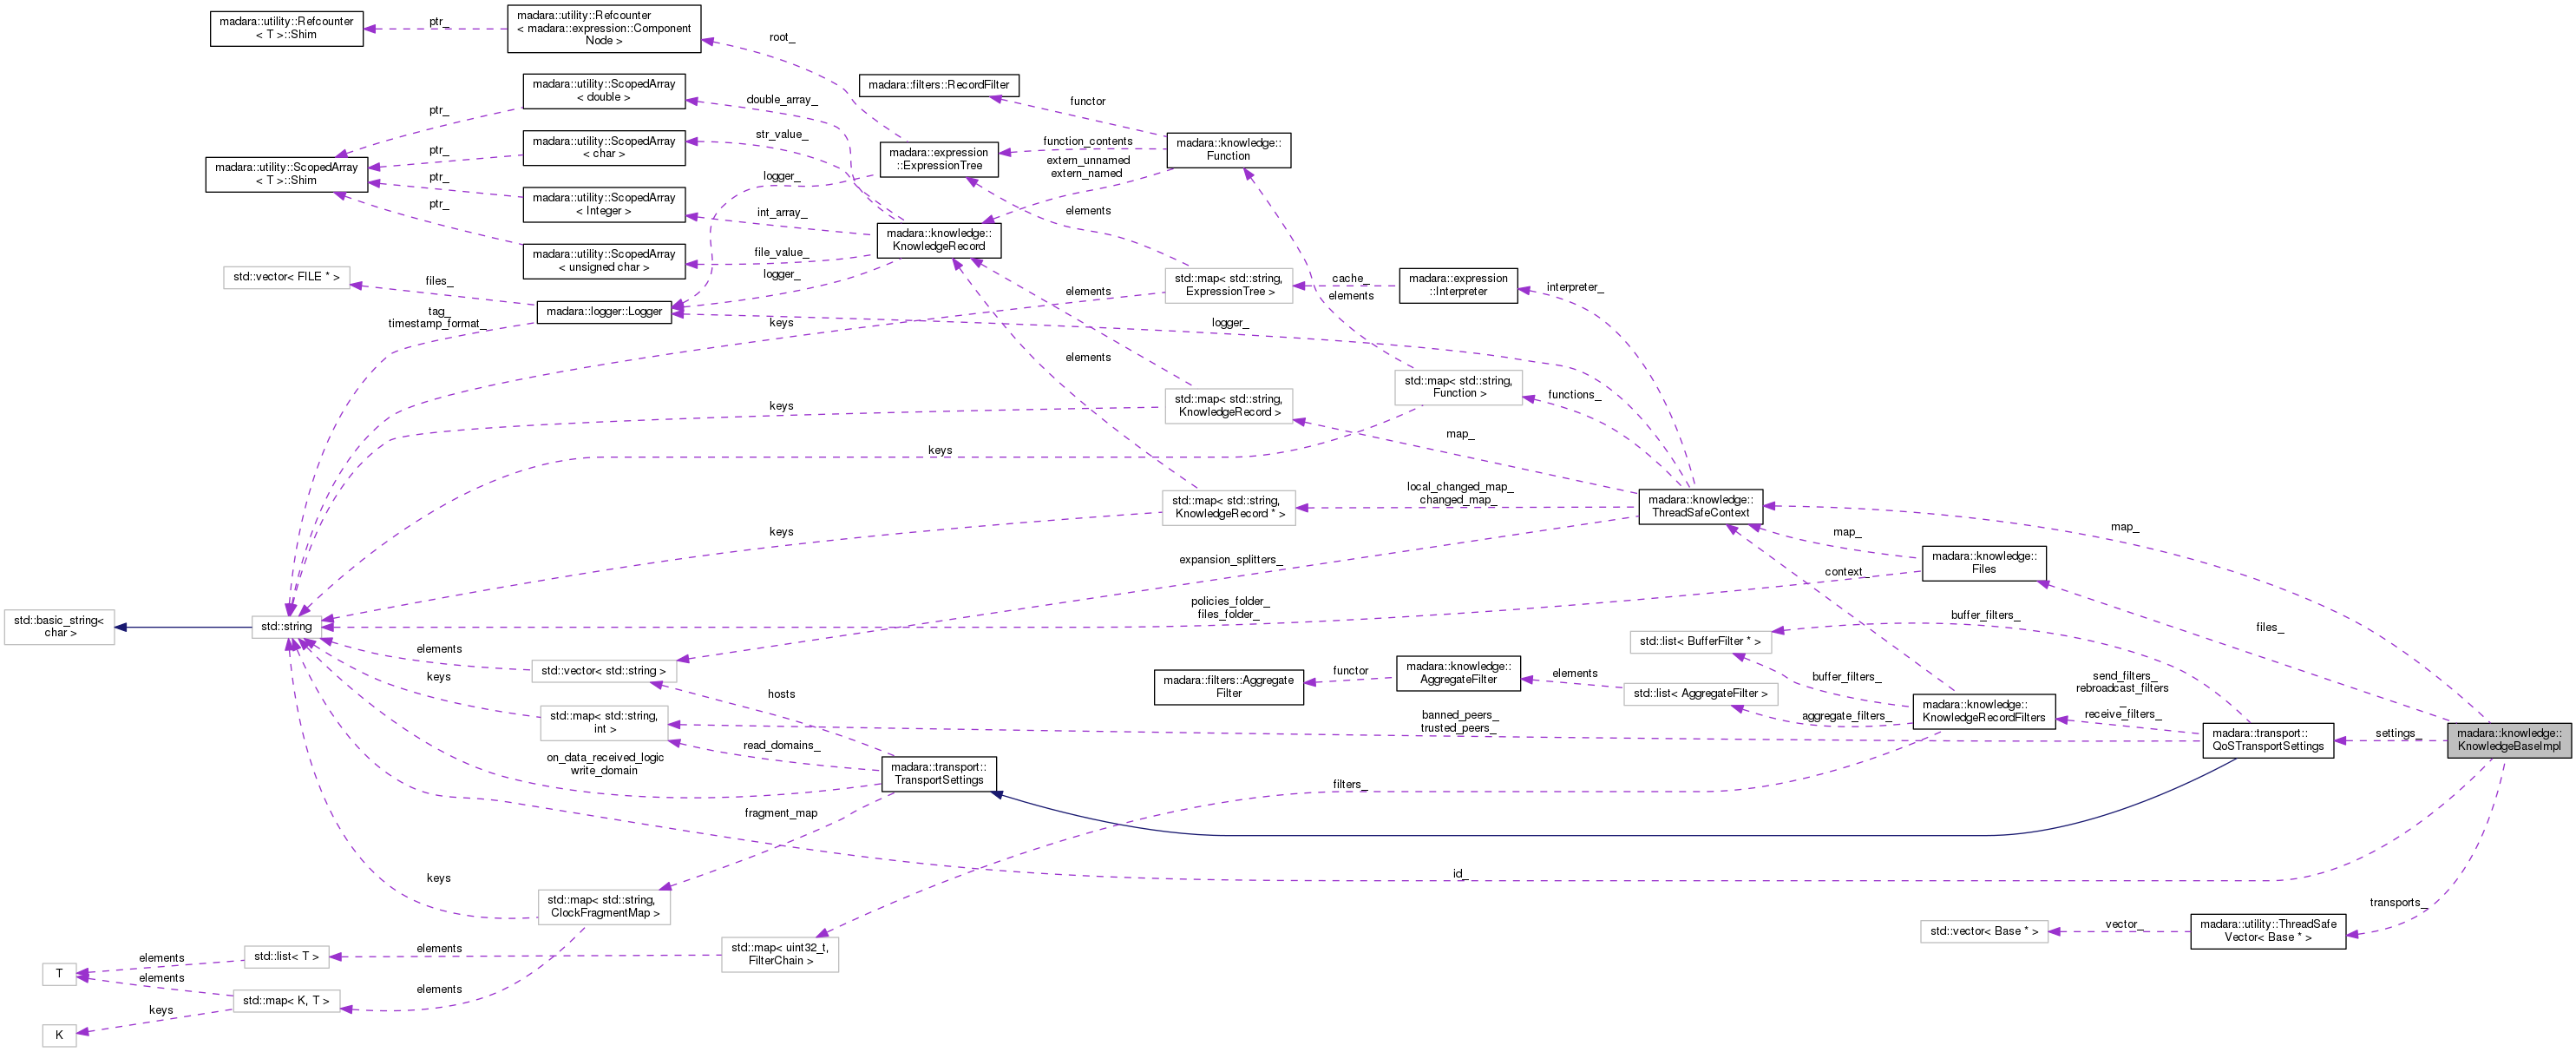 madara::utility::Refcounter
< T >::Shim
ptr_
madara::utility::Refcounter
< madara::expression::Component
Node >
root_
madara::utility::ScopedArray
< double >
ptr_
double_array_
madara::filters::RecordFilter
functor
madara::utility::ScopedArray
< char >
ptr_
str_value_
madara::expression
::ExpressionTree
function_contents
madara::knowledge::
Function
extern_unnamed
extern_named
madara::utility::ScopedArray
< T >::Shim
ptr_
logger_
madara::utility::ScopedArray
< Integer >
ptr_
int_array_
elements
madara::knowledge::
KnowledgeRecord
madara::utility::ScopedArray
< unsigned char >
file_value_
logger_
std::vector< FILE * >
files_
std::map< std::string,
ExpressionTree >
cache_
elements
madara::expression
::Interpreter
interpreter_
elements
madara::logger::Logger
tag_
timestamp_format_
keys
logger_
elements
std::map< std::string,
Function >
functions_
std::map< std::string,
KnowledgeRecord >
keys
map_
keys
local_changed_map_
changed_map_
std::map< std::string,
KnowledgeRecord * >
keys
madara::knowledge::
ThreadSafeContext
map_
map_
madara::knowledge::
Files
expansion_splitters_
context_
policies_folder_
files_folder_
std::basic_string<
char >
std::string
buffer_filters_
files_
std::list< BufferFilter * >
elements
std::vector< std::string >
madara::filters::Aggregate
Filter
functor
madara::knowledge::
AggregateFilter
elements
std::list< AggregateFilter >
buffer_filters_
aggregate_filters_
madara::knowledge::
KnowledgeRecordFilters
send_filters_
rebroadcast_filters
_
receive_filters_
keys
hosts
std::map< std::string,
int >
banned_peers_
trusted_peers_
read_domains_
madara::transport::
QoSTransportSettings
settings_
madara::knowledge::
KnowledgeBaseImpl
on_data_received_logic
write_domain
madara::transport::
TransportSettings
filters_
fragment_map
id_
keys
std::map< std::string,
ClockFragmentMap >
transports_
std::vector< Base * >
vector_
madara::utility::ThreadSafe
Vector< Base * >
std::list< T >
elements
std::map< uint32_t,
FilterChain >
T
elements
elements
elements
std::map< K, T >
keys
K